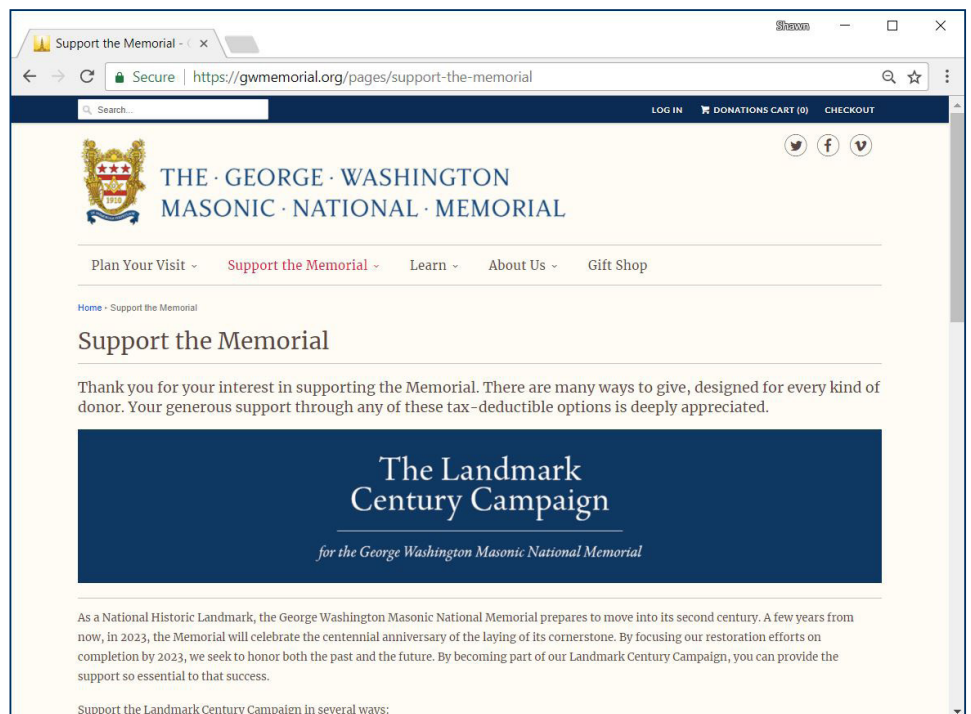 Shawn
Support the Memorial -
Secure | https://gwmemorial.org/pages/support-the-memorial
Search...
LOG IN DONATIONS CART (0) CHECKOUT
1910
THE · GEORGE · WASHINGTON
MASONIC · NATIONAL · MEMORIAL
Plan Your Visit Support the Memorial Learn About Us Gift Shop
Home • Support the Memorial
Support the Memorial
Thank you for your interest in supporting the Memorial. There are many ways to give, designed for every kind of
donor. Your generous support through any of these tax-deductible options is deeply appreciated.
The Landmark
Century Campaign
for the George Washington Masonic National Memorial
As a National Historic Landmark, the George Washington Masonic National Memorial prepares to move into its second century. A few years from
now, in 2023, the Memorial will celebrate the centennial anniversary of the laying of its cornerstone. By focusing our restoration efforts on
completion by 2023, we seek to honor both the past and the future. By becoming part of our Landmark Century Campaign, you can provide the
support so essential to that success.
Support the Landmark Century Campaign in several ways: